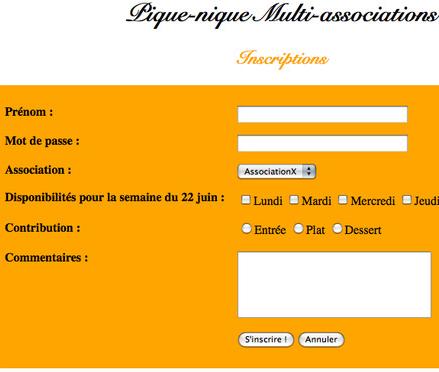 Pique-nique Multi-associations
Inscriptions
Prénom :
Mot de passe :
Association : AssociationX
Disponibilités pour la semaine du 22 juin : Lundi Mardi Mercredi Jeudi
Contribution : Entrée Plat Dessert
Commentaires :
S'inscrire ! Annuler